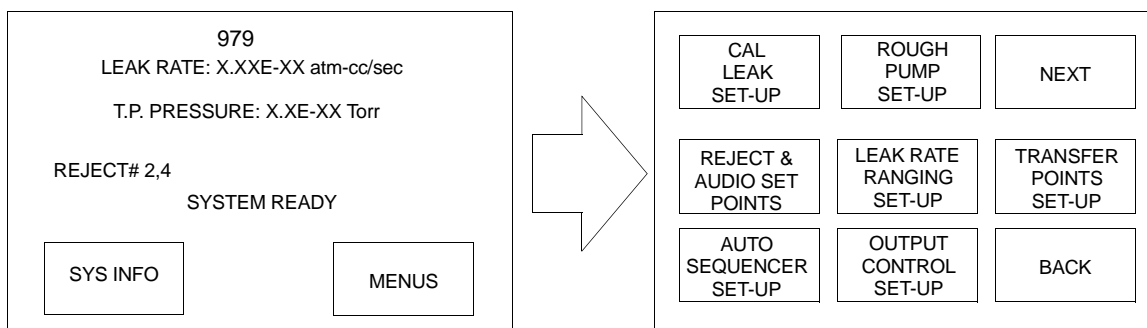 979
LEAK RATE: X.XXE-XX atm-cc/sec
T.P. PRESSURE: X.XE-XX Torr
REJECT# 2,4
SYSTEM READY
SYS INFO
MENUS
CAL
LEAK
SET-UP
ROUGH
PUMP
SET-UP
NEXT
REJECT &
AUDIO SET
POINTS
LEAK RATE
RANGING
SET-UP
TRANSFER
POINTS
SET-UP
AUTO
SEQUENCER
SET-UP
OUTPUT
CONTROL
SET-UP
BACK